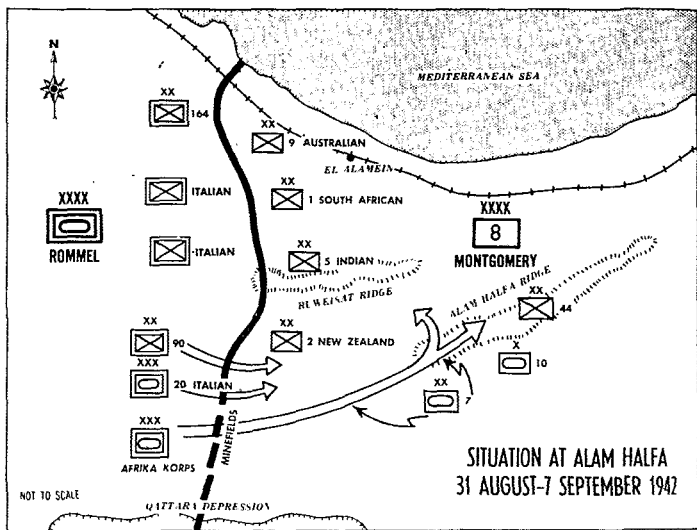 N
MEDITERRANEAN SEA
XX
164
XX
9 AUSTRALIAN
EL ALAMEIN
XXXX
ROMMEL
ITALIAN
XX
1 SOUTH AFRICAN
XXXX
8
MONTGOMERY
ITALIAN
XX
5 INDIAN
RUWEISAT RIDGE
ALAM HALFA RIDGE
XX
44
XX
90
XX
2 NEW ZEALAND
X
10
XXX
20 ITALIAN
XX
7
XXX
AFRIKA KORPS
MINEFIELDS
SITUATION AT ALAM HALFA
31 AUGUST-7 SEPTEMBER 1942
NOT TO SCALE
QATTARA DEPRESSION